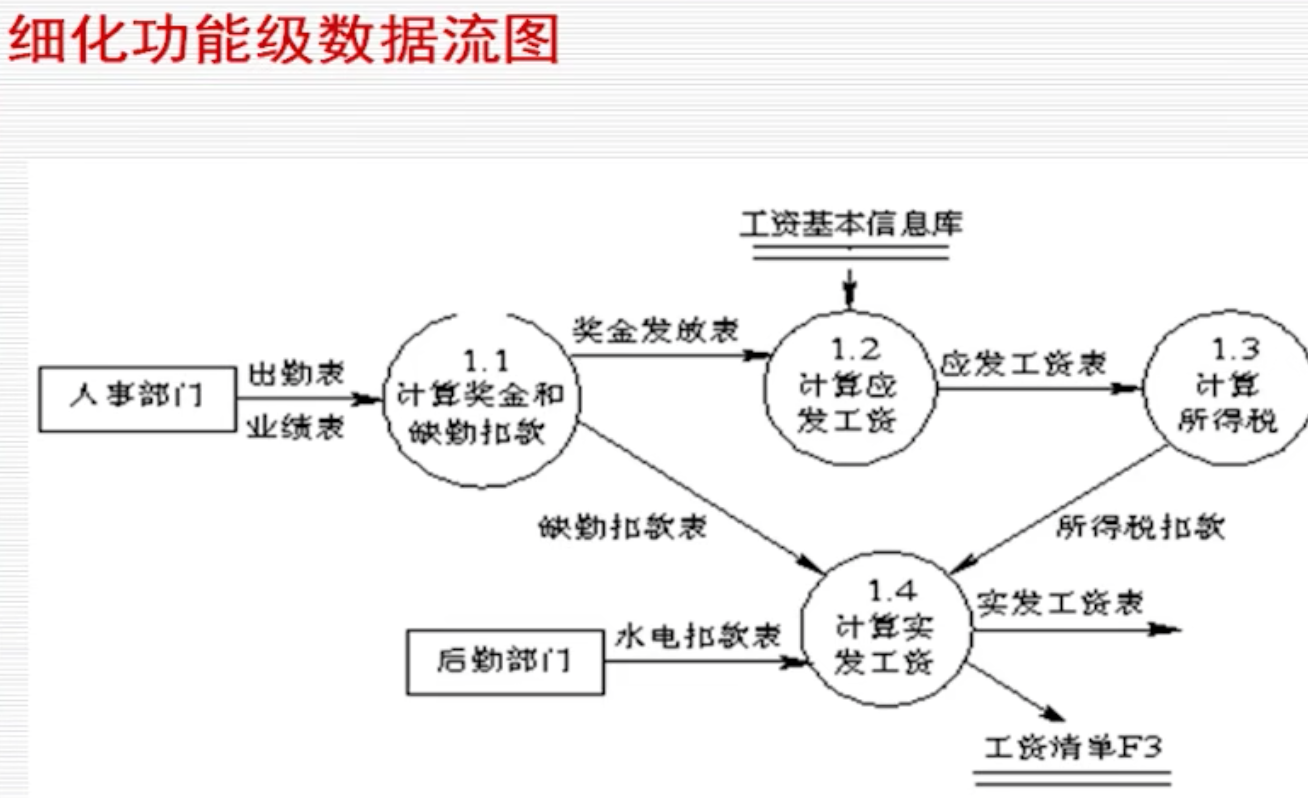 细化功能级数据流图
工资基本信息库
人事部门
出勤表
业绩表
1.1
计算奖金和
缺勤扣款
奖金发放表
1.2
计算应
发工资
应发工资表
1.3
计算
所得税
缺勤扣款表
所得税扣款
后勤部门
水电扣款表
1.4
计算实
发工资
实发工资表
工资清单F3